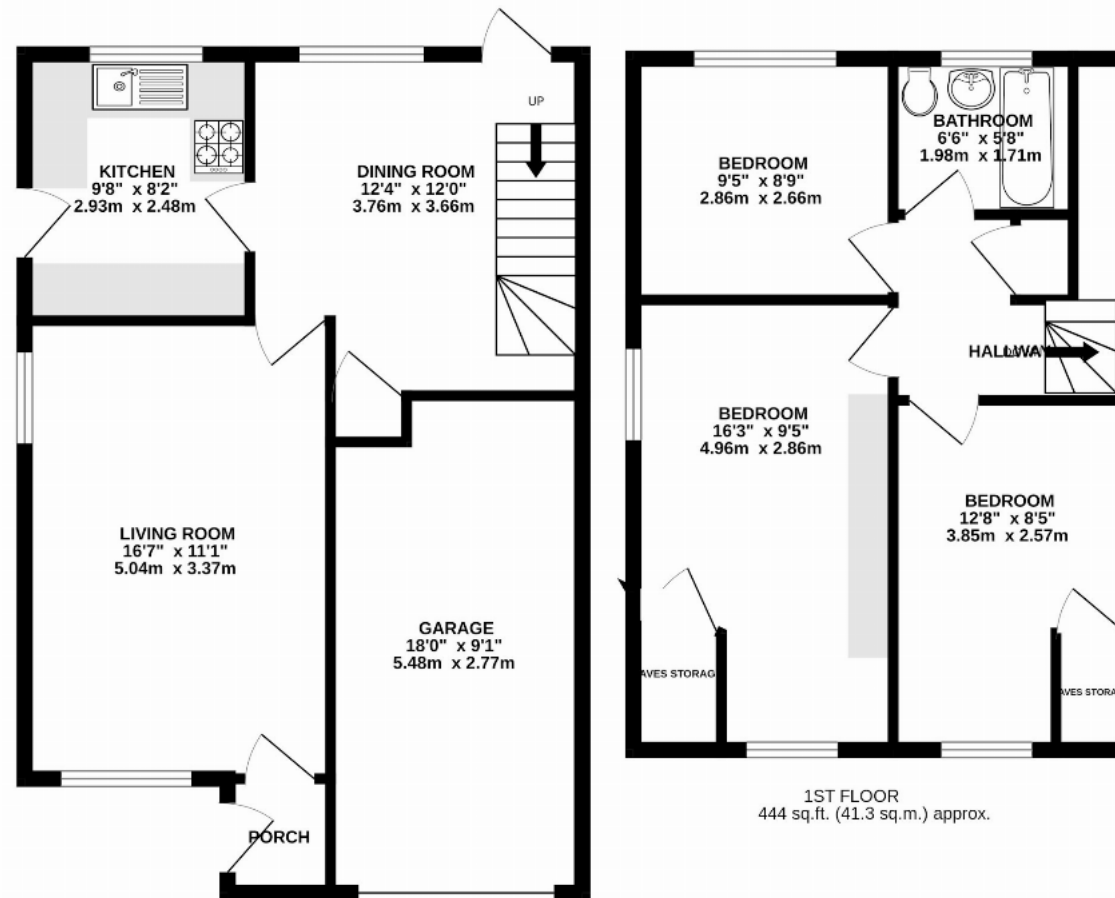 KITCHEN
9'8" x 8'2"
2.93m x 2.48m
DINING ROOM
12'4" x 12'0"
3.76m x 3.66m
UP
LIVING ROOM
16'7" x 11'1"
5.04m x 3.37m
GARAGE
18'0" x 9'1"
5.48m x 2.77m
PORCH
BEDROOM
9'5" x 8'9"
2.86m x 2.66m
BATHROOM
6'6" x 5'8"
1.98m x 1.71m
HALLWAY
BEDROOM
16'3" x 9'5"
4.96m x 2.86m
BEDROOM
12'8" x 8'5"
3.85m x 2.57m
AVES STORAG
AVES STORA
1ST FLOOR
444 sq.ft. (41.3 sq.m.) approx.